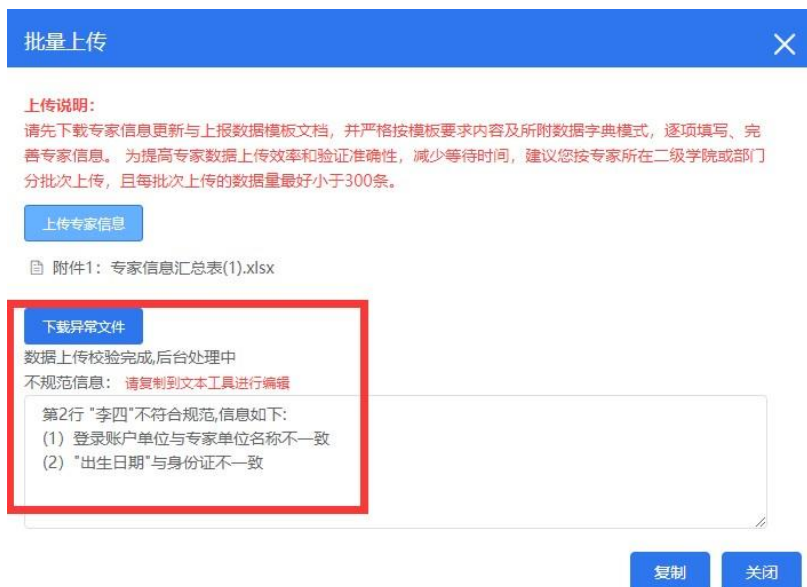 批量上传
上传说明：
请先下载专家信息更新与上报数据模板文档，并严格按模板要求内容及所附数据字典模式，逐项填写、完
善专家信息。 为提高专家数据上传效率和验证准确性，减少等待时间，建议您按专家所在二级学院或部门
分批次上传，且每批次上传的数据量最好小于300条。
上传专家信息
附件1：专家信息汇总表(1).xlsx
下载异常文件
数据上传校验完成,后台处理中
不规范信息： 请复制到文本工具进行编辑
第2行 "李四"不符合规范,信息如下:
(1) 登录账户单位与专家单位名称不一致
(2) "出生日期"与身份证不一致
复制 关闭